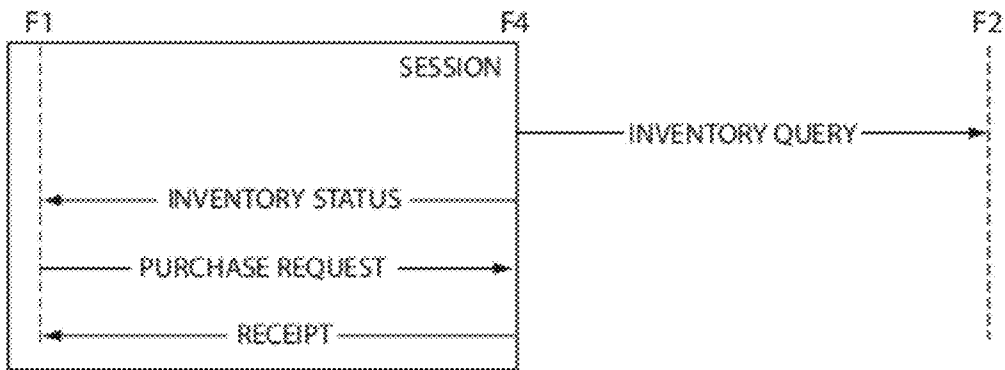 F1 F4 F2
SESSION
INVENTORY QUERY
INVENTORY STATUS
PURCHASE REQUEST
RECEIPT